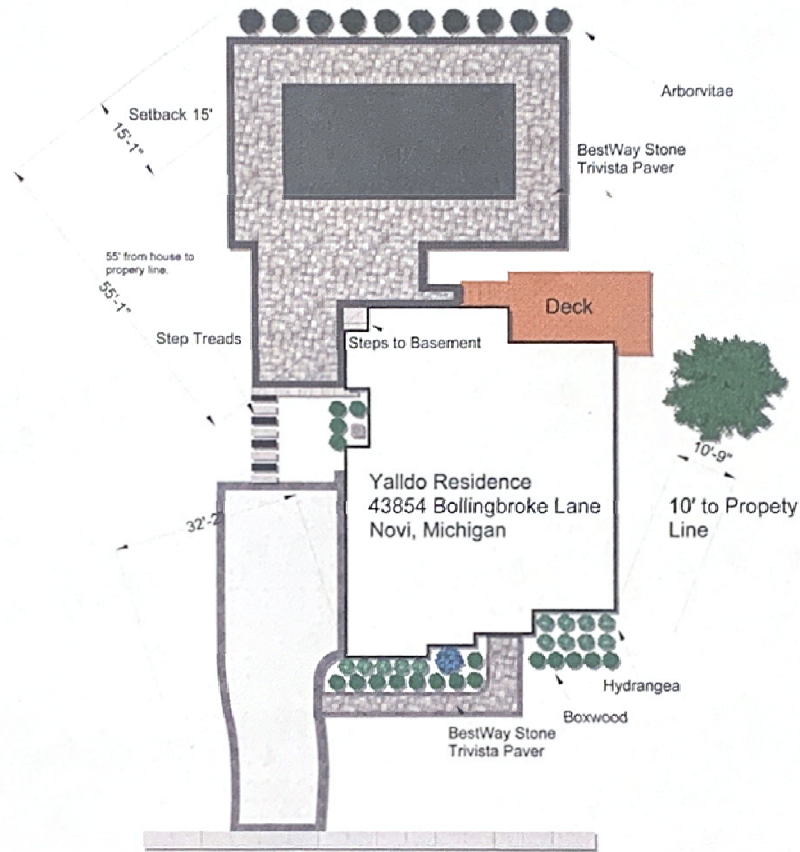 Arborvitae
Setback 15'
15'-1"
BestWay Stone
Trivista Paver
55' from house to
propery line.
55'-1"
Deck
Step Treads
Steps to Basement
10'-9"
Yalldo Residence
43854 Bollingbroke Lane
Novi, Michigan
10' to Propety
Line
32'-2
Hydrangea
Boxwood
BestWay Stone
Trivista Paver